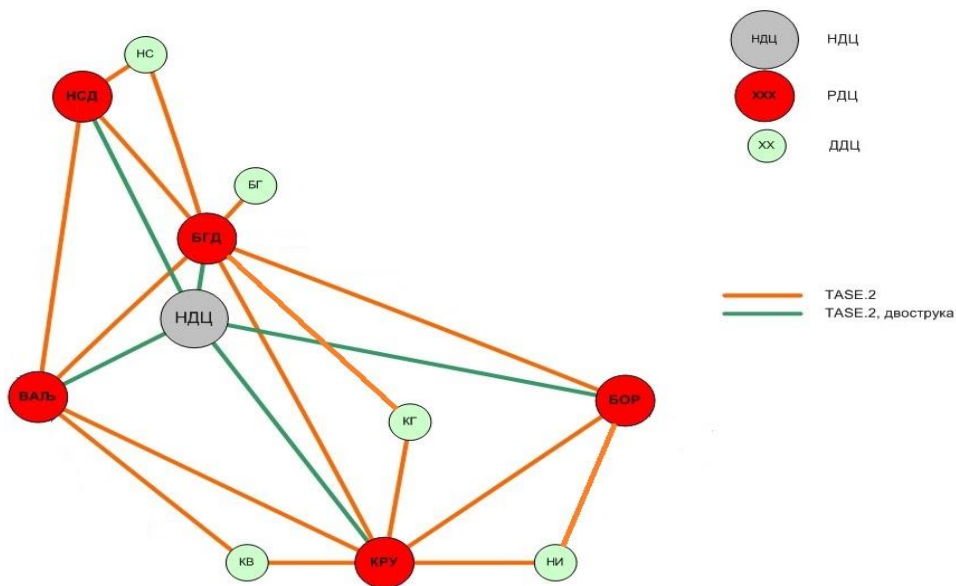 НДЦ
НДЦ
НС
НСД
XXX
РДЦ
XX
ДДЦ
БГ
БГД
TASE.2
НДЦ
TASE.2, двострука
ВАЉ
БОР
КГ
КВ
КРУ
НИ